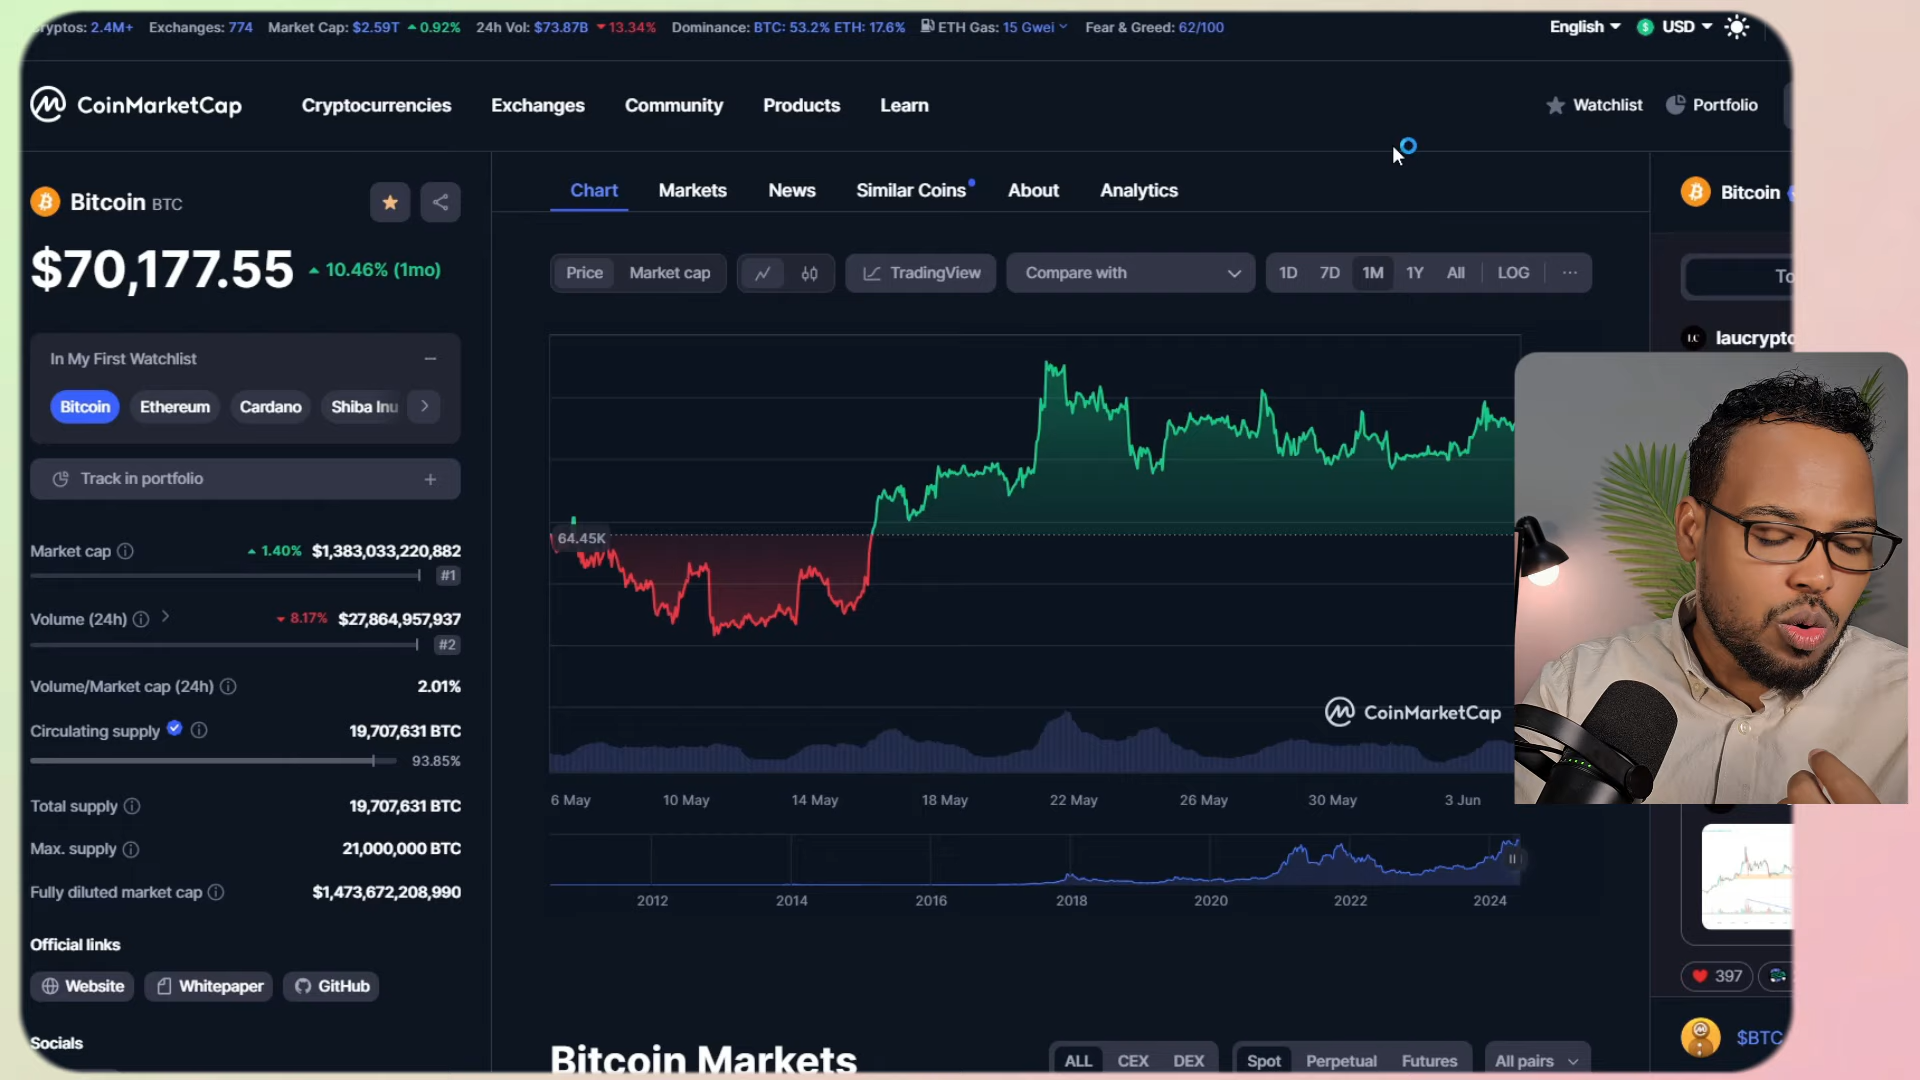 ryptos: 2.4M+ Exchanges: 774 Market Cap: $2.59T 0.92% 24h Vol: $73.87B 13.34% Dominance: BTC: 53.2% ETH: 17.6% ETH Gas: 15 Gwei Fear & Greed: 62/100 English USD
CoinMarketCap Cryptocurrencies Exchanges Community Products Learn Watchlist Portfolio
Bitcoin BTC
$70,177.55 10.46% (1mo)
In My First Watchlist
Bitcoin Ethereum Cardano Shiba Inu
Track in portfolio
Market cap 1.40% $1,383,033,220,882
#1
Volume (24h) 8.17% $27,864,957,937
#2
Volume/Market cap (24h) 2.01%
Circulating supply 19,707,631 BTC
93.85%
Total supply 19,707,631 BTC
Max. supply 21,000,000 BTC
Fully diluted market cap $1,473,672,208,990
Official links
Website Whitepaper GitHub
Socials
Chart Markets News Similar Coins About Analytics
Price Market cap TradingView Compare with 1D 7D 1M 1Y All LOG ...
64.45K
CoinMarketCap
6 May 10 May 14 May 18 May 22 May 26 May 30 May 3 Jun
2012 2014 2016 2018 2020 2022 2024
Bitcoin Markets ALL CEX DEX Spot Perpetual Futures All pairs
Bitcoin
To
LC laucrypto
397
$BTC